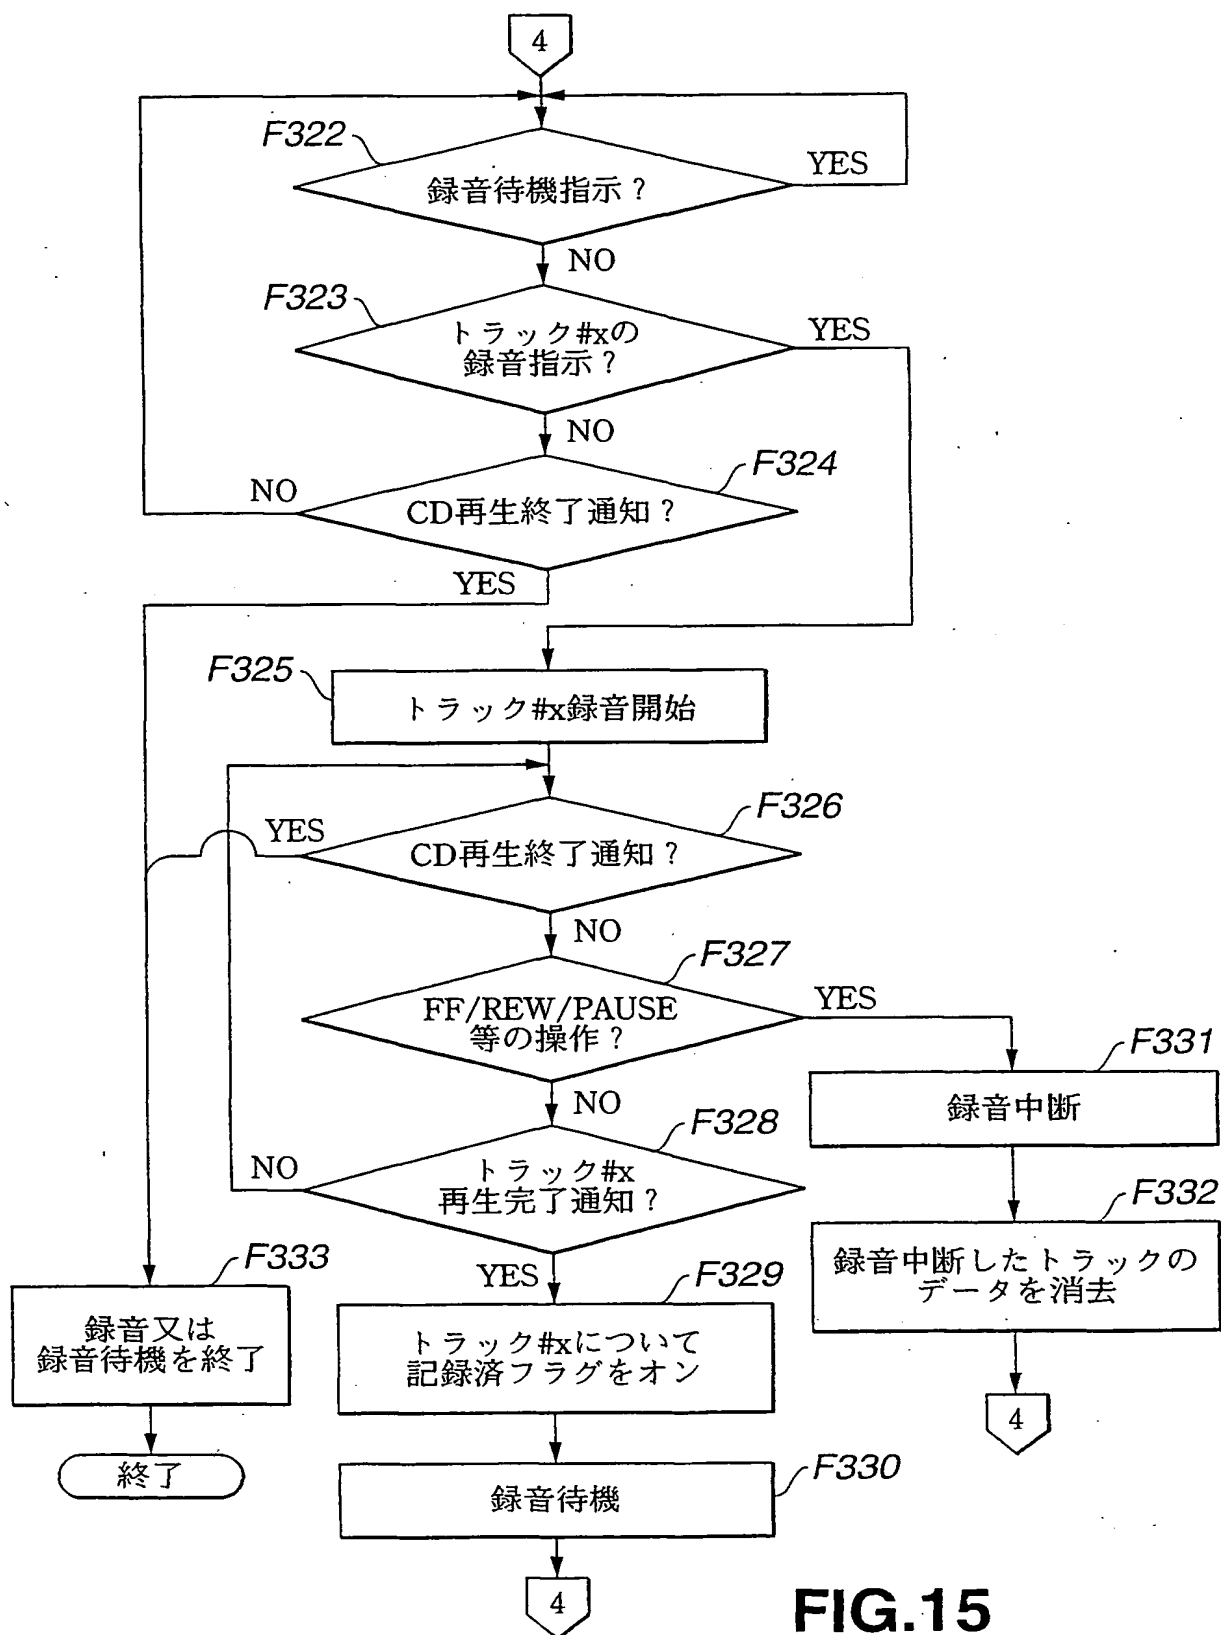 4
F322
録音待機指示？
YES
NO
F323
トラック#xの
録音指示？
YES
NO
F324
CD再生終了通知？
NO
YES
F325
トラック#x録音開始
F326
CD再生終了通知？
YES
NO
F327
FF/REW/PAUSE
等の操作？
YES
NO
F331
録音中断
F328
トラック#x
再生完了通知？
NO
YES
F332
録音中断したトラックの
データを消去
4
F333
録音又は
録音待機を終了
終了
F329
トラック#xについて
記録済フラグをオン
F330
録音待機
4
FIG.15